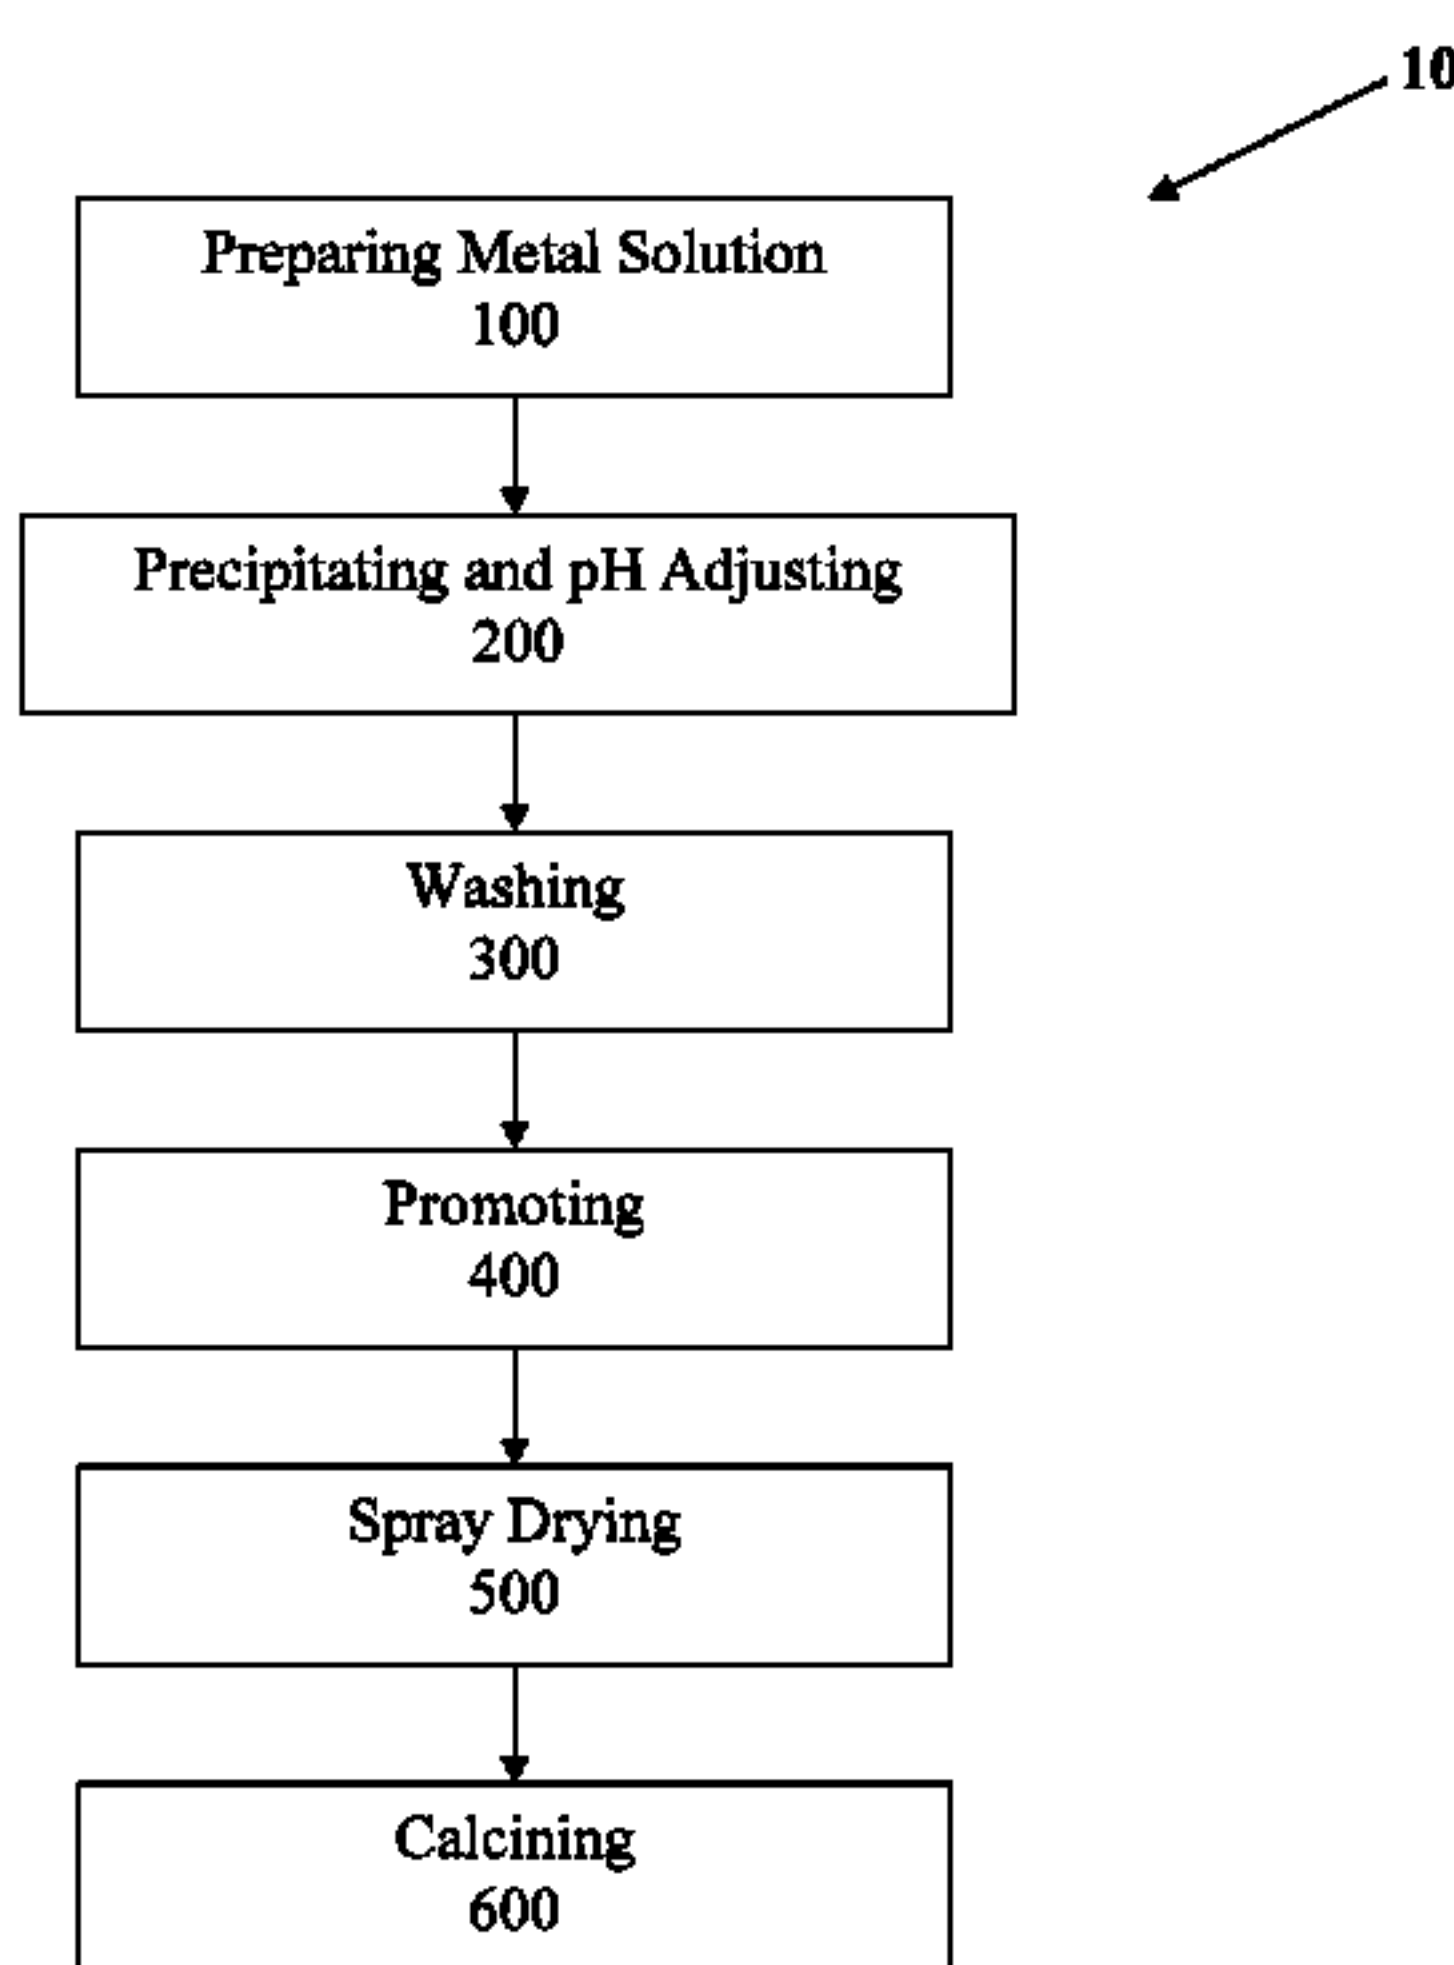 10
Preparing Metal Solution
100
Precipitating and pH Adjusting
200
Washing
300
Promoting
400
Spray Drying
500
Calcining
600